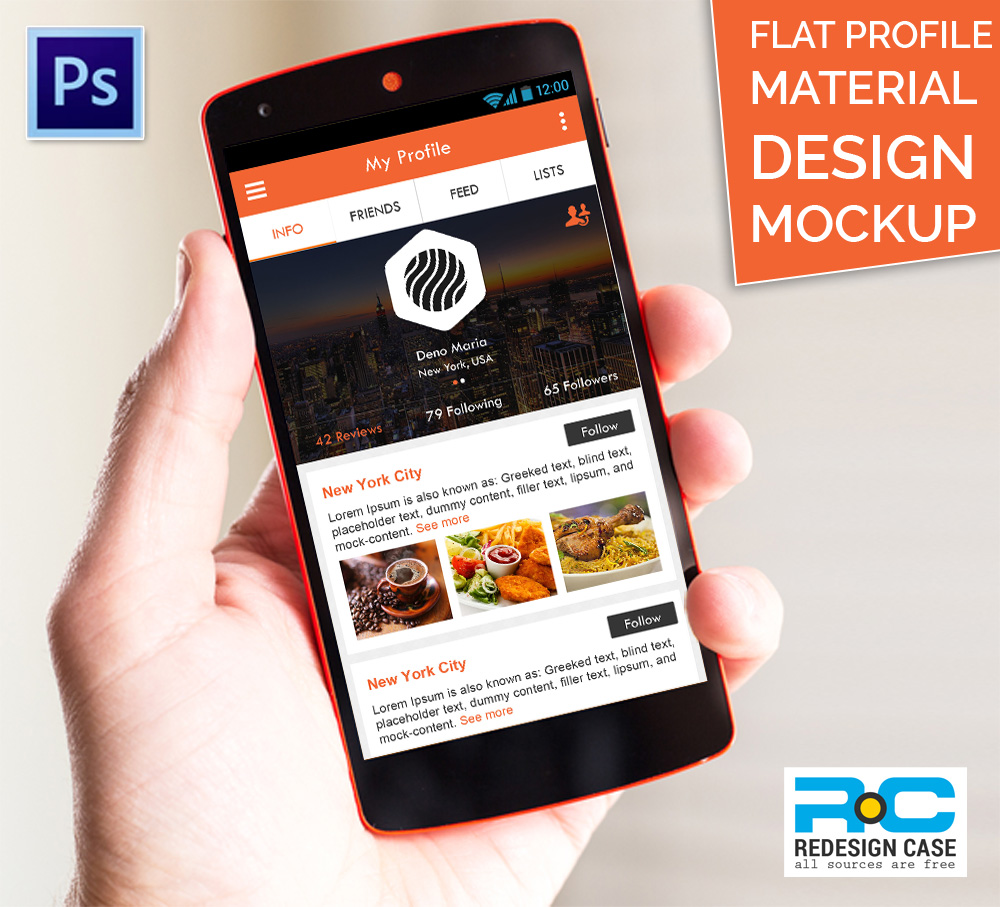 Ps
FLAT PROFILE
MATERIAL
DESIGN
MOCKUP
12:00
My Profile
INFO
FRIENDS
FEED
LISTS
Deno Maria
New York, USA
42 Reviews
79 Following
65 Followers
Follow
New York City
Lorem Ipsum is also known as: Greeked text, blind text,
placeholder text, dummy content, filler text, lipsum, and
mock-content. See more
Follow
New York City
Lorem Ipsum is also known as: Greeked text, blind text,
placeholder text, dummy content, filler text, lipsum, and
mock-content. See more
RC
REDESIGN CASE
all sources are free